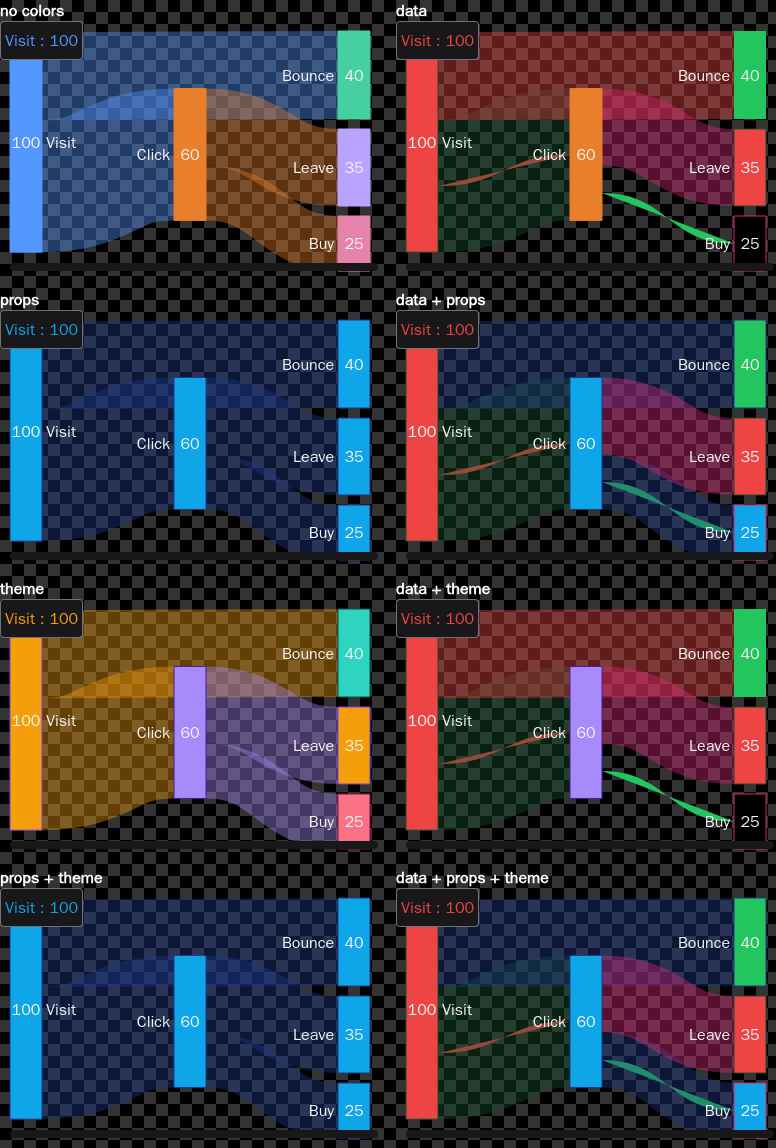 no colors
Visit : 100
Bounce 40
100 Visit
Click 60
Leave 35
Buy 25
data
Visit : 100
Bounce 40
100 Visit
Click 60
Leave 35
Buy 25
props
Visit : 100
Bounce 40
100 Visit
Click 60
Leave 35
Buy 25
data + props
Visit : 100
Bounce 40
100 Visit
Click 60
Leave 35
Buy 25
theme
Visit : 100
Bounce 40
100 Visit
Click 60
Leave 35
Buy 25
data + theme
Visit : 100
Bounce 40
100 Visit
Click 60
Leave 35
Buy 25
props + theme
Visit : 100
Bounce 40
100 Visit
Click 60
Leave 35
Buy 25
data + props + theme
Visit : 100
Bounce 40
100 Visit
Click 60
Leave 35
Buy 25